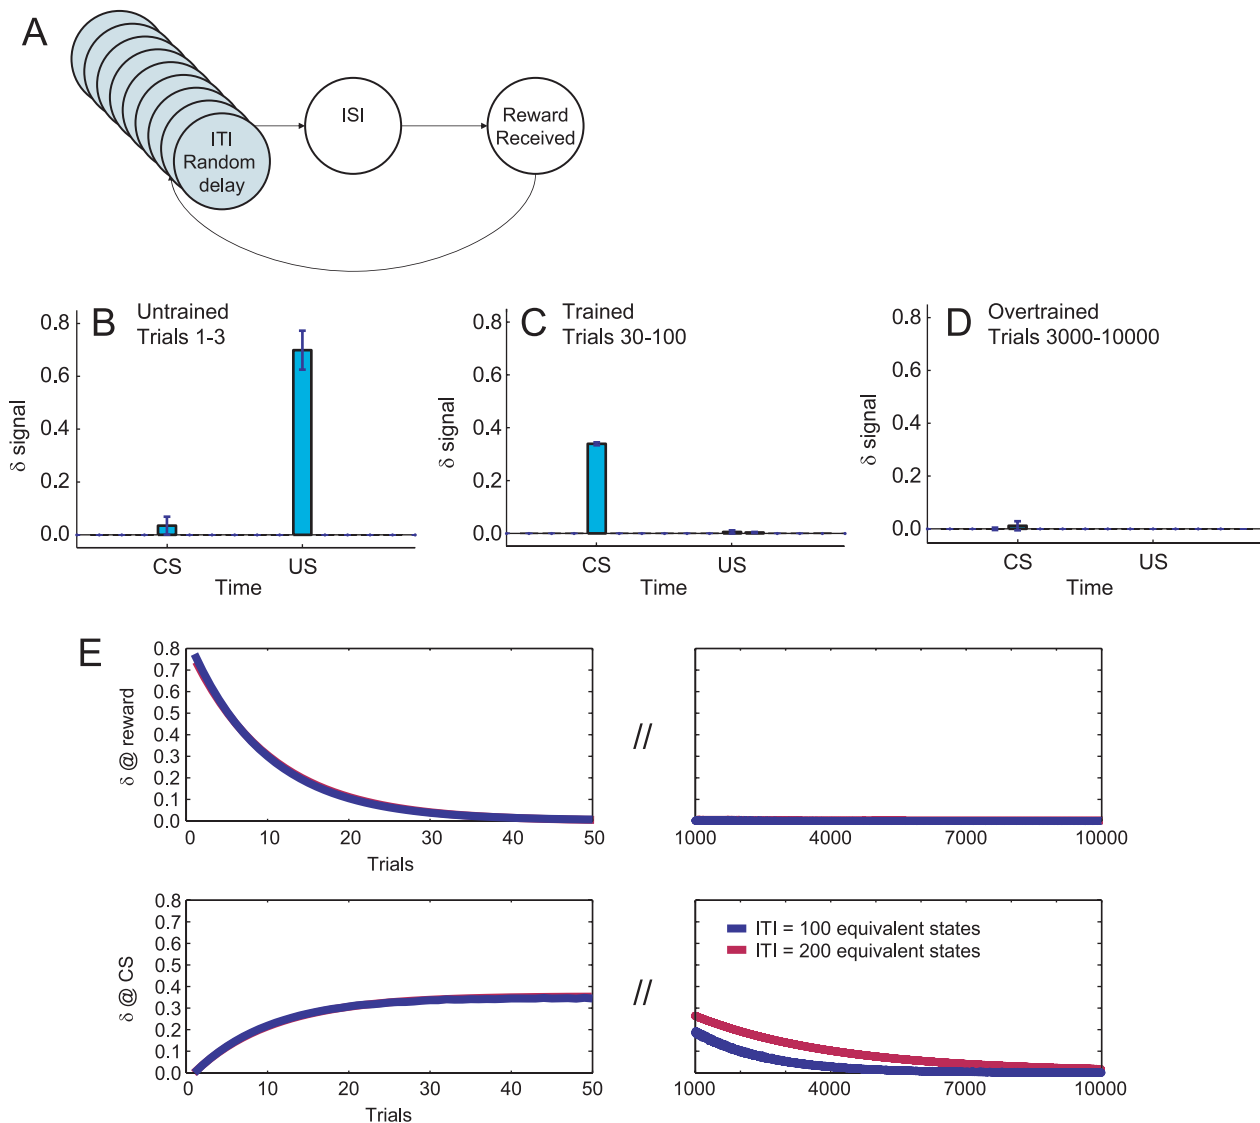 A
ITI
Random
delay
ISI
Reward
Received
B
Untrained
Trials 1-3
0.8
0.6
0.4
0.2
0.0
δ signal
CS
US
Time
C
Trained
Trials 30-100
0.8
0.6
0.4
0.2
0.0
δ signal
CS
US
Time
D
Overtrained
Trials 3000-10000
0.8
0.6
0.4
0.2
0.0
δ signal
CS
US
Time
E
0.8
0.7
0.6
0.5
0.4
0.3
0.2
0.1
0.0
δ @ reward
0
10
20
30
40
50
Trials
//
1000
4000
7000
10000
0.8
0.7
0.6
0.5
0.4
0.3
0.2
0.1
0.0
δ @ CS
0
10
20
30
40
50
Trials
//
ITI = 100 equivalent states
ITI = 200 equivalent states
1000
4000
7000
10000